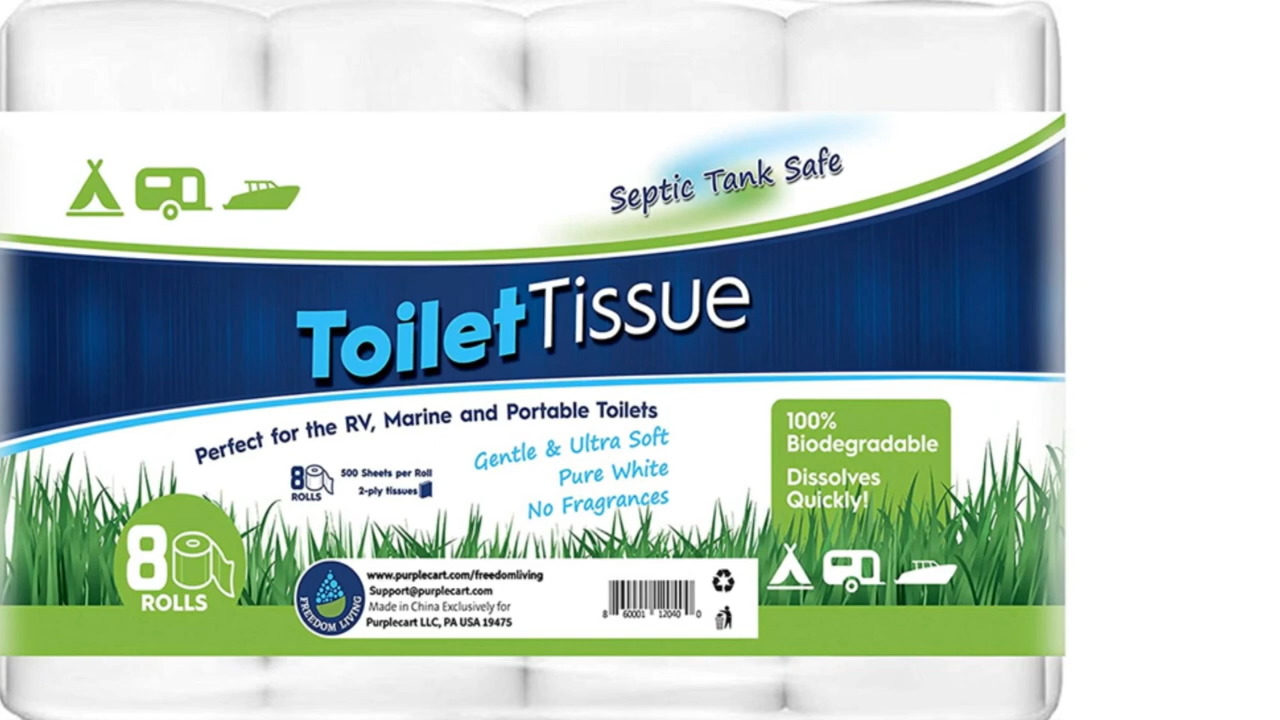 Septic Tank Safe
Toilet Tissue
Perfect for the RV, Marine and Portable Toilets
Gentle & Ultra Soft
Pure White
No Fragrances
8
ROLLS
500 Sheets per Roll
2-ply tissues
100%
Biodegradable
Dissolves
Quickly!
8
ROLLS
FREEDOM LIVING
www.purplecart.com/freedomliving
Support@purplecart.com
Made in China Exclusively for
Purplecart LLC, PA USA 19475
8 60001 12040 0